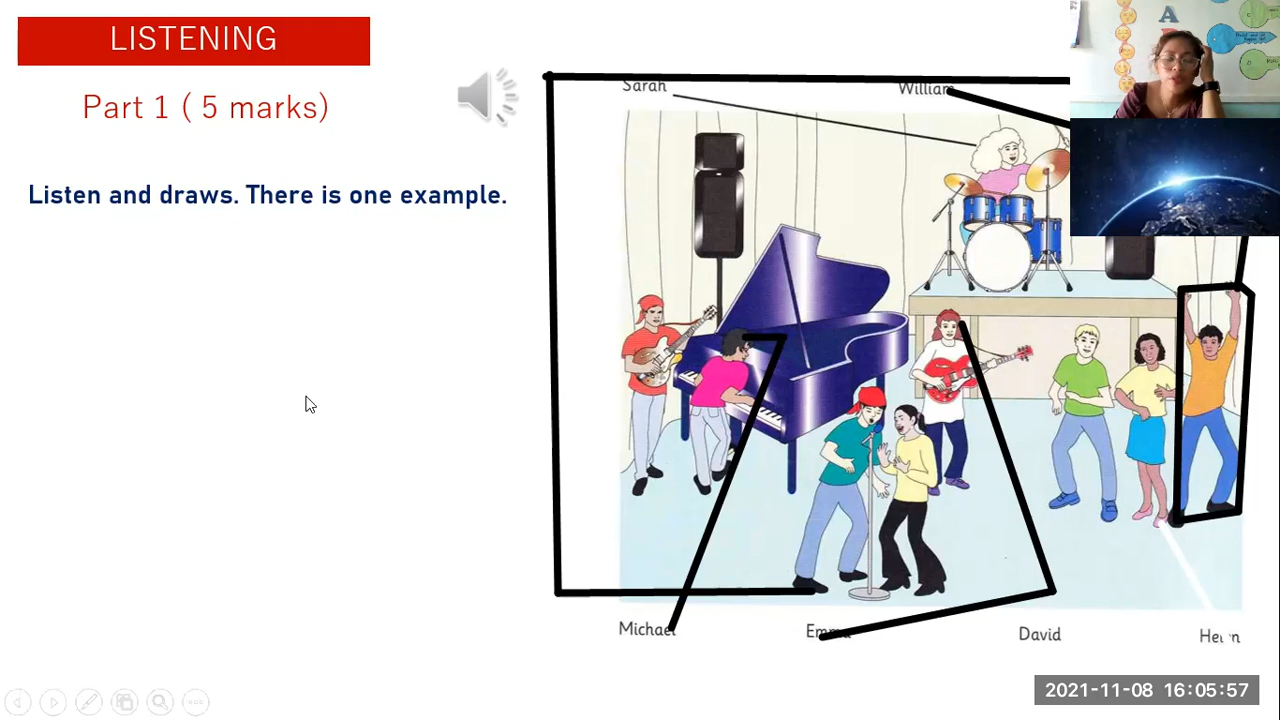 LISTENING
Part 1 ( 5 marks)
Listen and draws. There is one example.
Sarah
William
A
Michael
Emma
David
2021-11-08 16:05:57